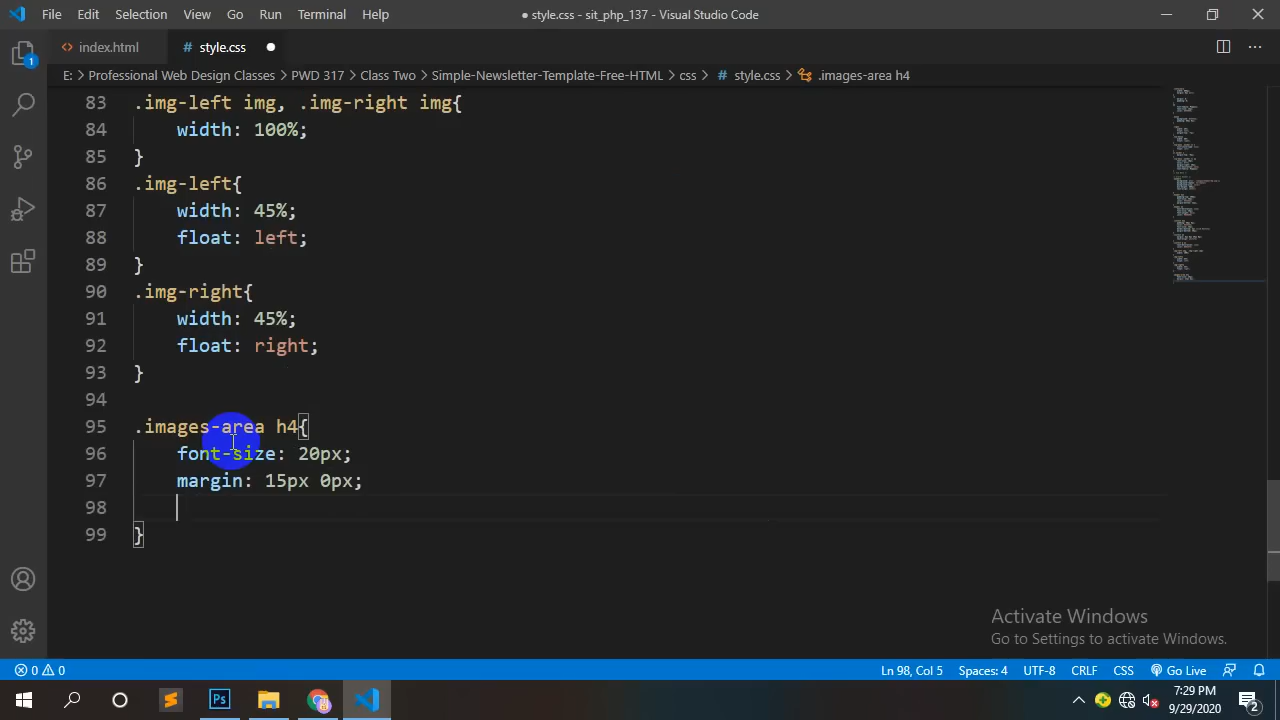 File Edit Selection View Go Run Terminal Help
● style.css - sit_php_137 - Visual Studio Code
index.html
# style.css ●
E: > Professional Web Design Classes > PWD 317 > Class Two > Simple-Newsletter-Template-Free-HTML > css > # style.css > .images-area h4
83 .img-left img, .img-right img{
84 width: 100%;
85 }
86 .img-left{
87 width: 45%;
88 float: left;
89 }
90 .img-right{
91 width: 45%;
92 float: right;
93 }
94
95 .images-area h4{
96 font-size: 20px;
97 margin: 15px 0px;
98
99 }
1
Activate Windows
Go to Settings to activate Windows.
0 0
Ln 98, Col 5 Spaces: 4 UTF-8 CRLF CSS Go Live
Ps
7:29 PM
9/29/2020
2